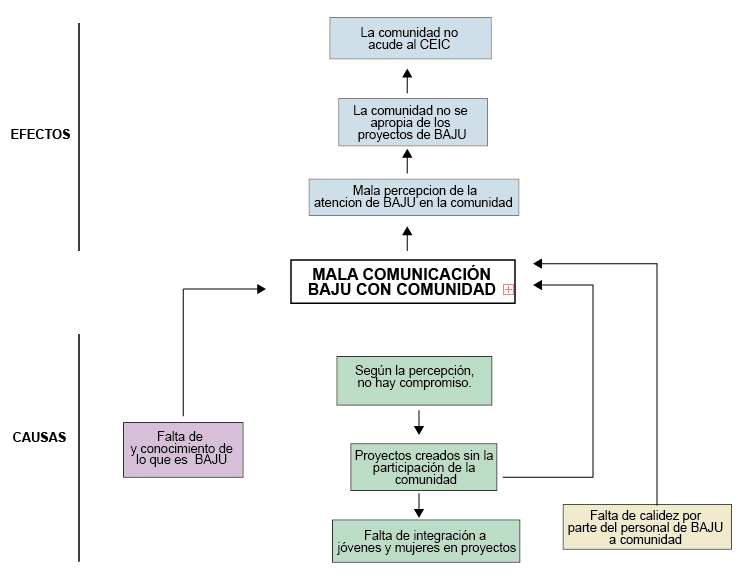 La comunidad no
acude al CEIC
La comunidad no se
apropia de los
proyectos de BAJU
EFECTOS
Mala percepcion de la
atencion de BAJU en la comunidad
MALA COMUNICACIÓN
BAJU CON COMUNIDAD
Según la percepción,
no hay compromiso.
CAUSAS
Falta de
y conocimiento de
lo que es BAJU
Proyectos creados sin la
participación de la
comunidad
Falta de integración a
jóvenes y mujeres en proyectos
Falta de calidez por
parte del personal de BAJU
a comunidad